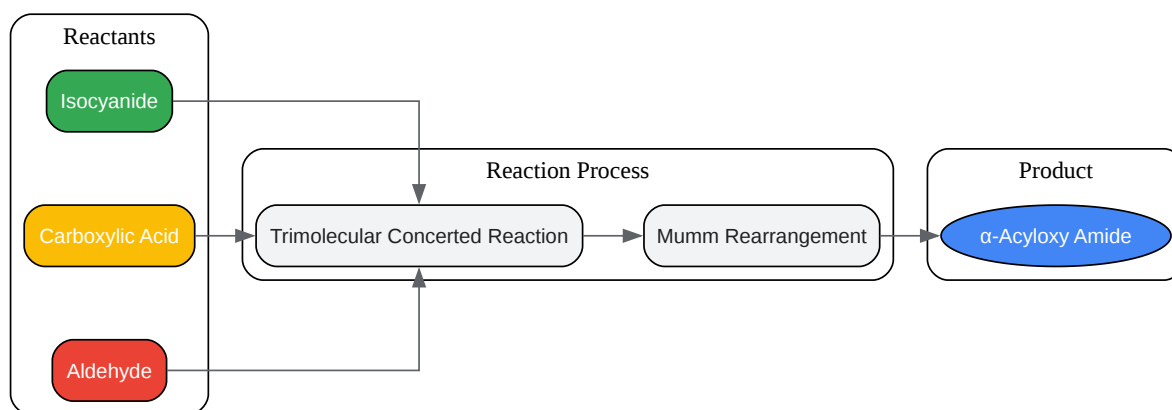 Reactants
Isocyanide
Carboxylic Acid
Aldehyde
Reaction Process
Trimolecular Concerted Reaction
Mumm Rearrangement
Product
α-Acyloxy Amide